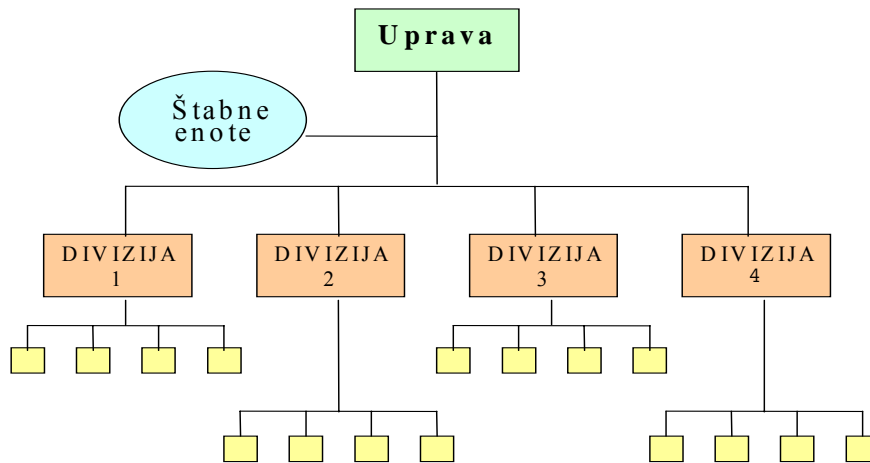 Uprava
Štabne
enote
DIVIZIJA
1
DIVIZIJA
2
DIVIZIJA
3
DIVIZIJA
4